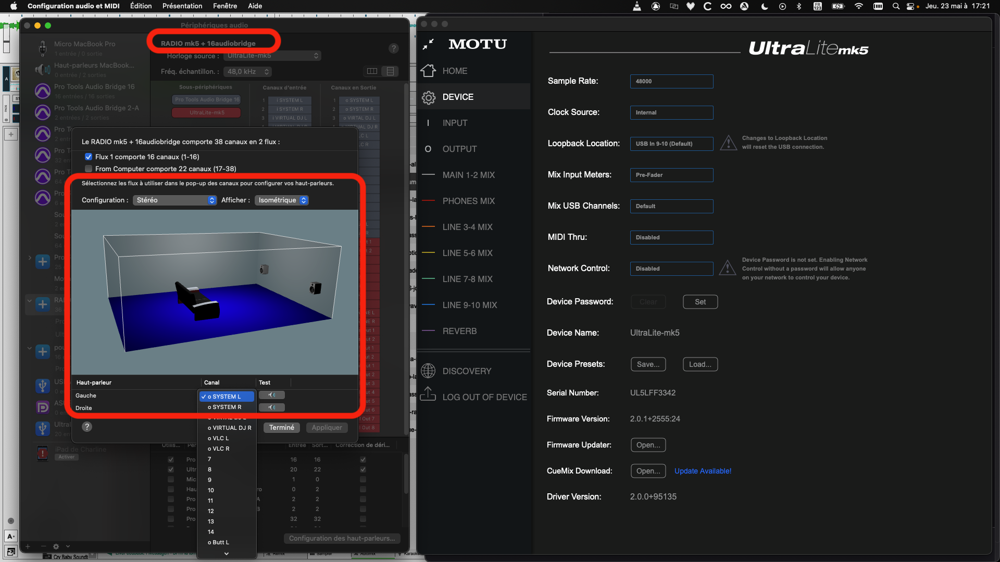 Configuration audio et MIDI Édition Présentation Fenêtre Aide
FR
123
Jeu. 23 mai à 17:21
Périphériques audio
Micro MacBook Pro
1 entrée / 0 sortie
Haut-parleurs MacBook...
0 entrée / 2 sorties
Pro Tools Audio Bridge 16
16 entrées / 16 sorties
Pro Tools Audio Bridge 2-A
2 entrées / 2 sorties
RADIO mk5 + 16audiobridge
Horloge source : UltraLite-mk5
Fréq. échantillon. : 48,0 kHz
Sous-périphériques
Canaux d'entrée
Canaux en Sortie
Pro Tools Audio Bridge 16
UltraLite-mk5
1 i SYSTEM L 1 o SYSTEM L
2 i SYSTEM R 2 o SYSTEM R
3 i VIRTUAL DJ L 3 o VIRTUAL DJ L
Le RADIO mk5 + 16audiobridge comporte 38 canaux en 2 flux :
Flux 1 comporte 16 canaux (1-16)
From Computer comporte 22 canaux (17-38)
Sélectionnez les flux à utiliser dans le pop-up des canaux pour configurer vos haut-parleurs.
Configuration : Stéréo Afficher : Isométrique
Haut-parleur Canal Test
Gauche
Droite
✓ o SYSTEM L
o SYSTEM R
o VIRTAL DJ L
o VIRTUAL DJ R
o VLC L
o VLC R
7
8
9
10
11
12
13
14
o Butt L
? Terminé Appliquer
iPad de Charline
Activer
Utilis... Entrée Sort... Correction de déri...
Pro 16 16
Ultr 20 22
Mic 1 0
Hau 0 2
Pro 2 2
Pro 2 2
Pro 32 32
Configuration des haut-parleurs...
Cry Baby Soundt
MOTU
HOME
DEVICE
I INPUT
O OUTPUT
MAIN 1-2 MIX
PHONES MIX
LINE 3-4 MIX
LINE 5-6 MIX
LINE 7-8 MIX
LINE 9-10 MIX
REVERB
DISCOVERY
LOG OUT OF DEVICE
UltraLite mk5
Sample Rate: 48000
Clock Source: Internal
Loopback Location: USB In 9-10 (Default)
Changes to Loopback Location
will reset the USB connection.
Mix Input Meters: Pre-Fader
Mix USB Channels: Default
MIDI Thru: Disabled
Network Control: Disabled
Device Password is not set. Enabling Network
Control without a password will allow anyone
on your network to control your device.
Device Password: Clear Set
Device Name: UltraLite-mk5
Device Presets: Save... Load...
Serial Number: UL5LFF3342
Firmware Version: 2.0.1+2555:24
Firmware Updater: Open...
CueMix Download: Open... Update Available!
Driver Version: 2.0.0+95135